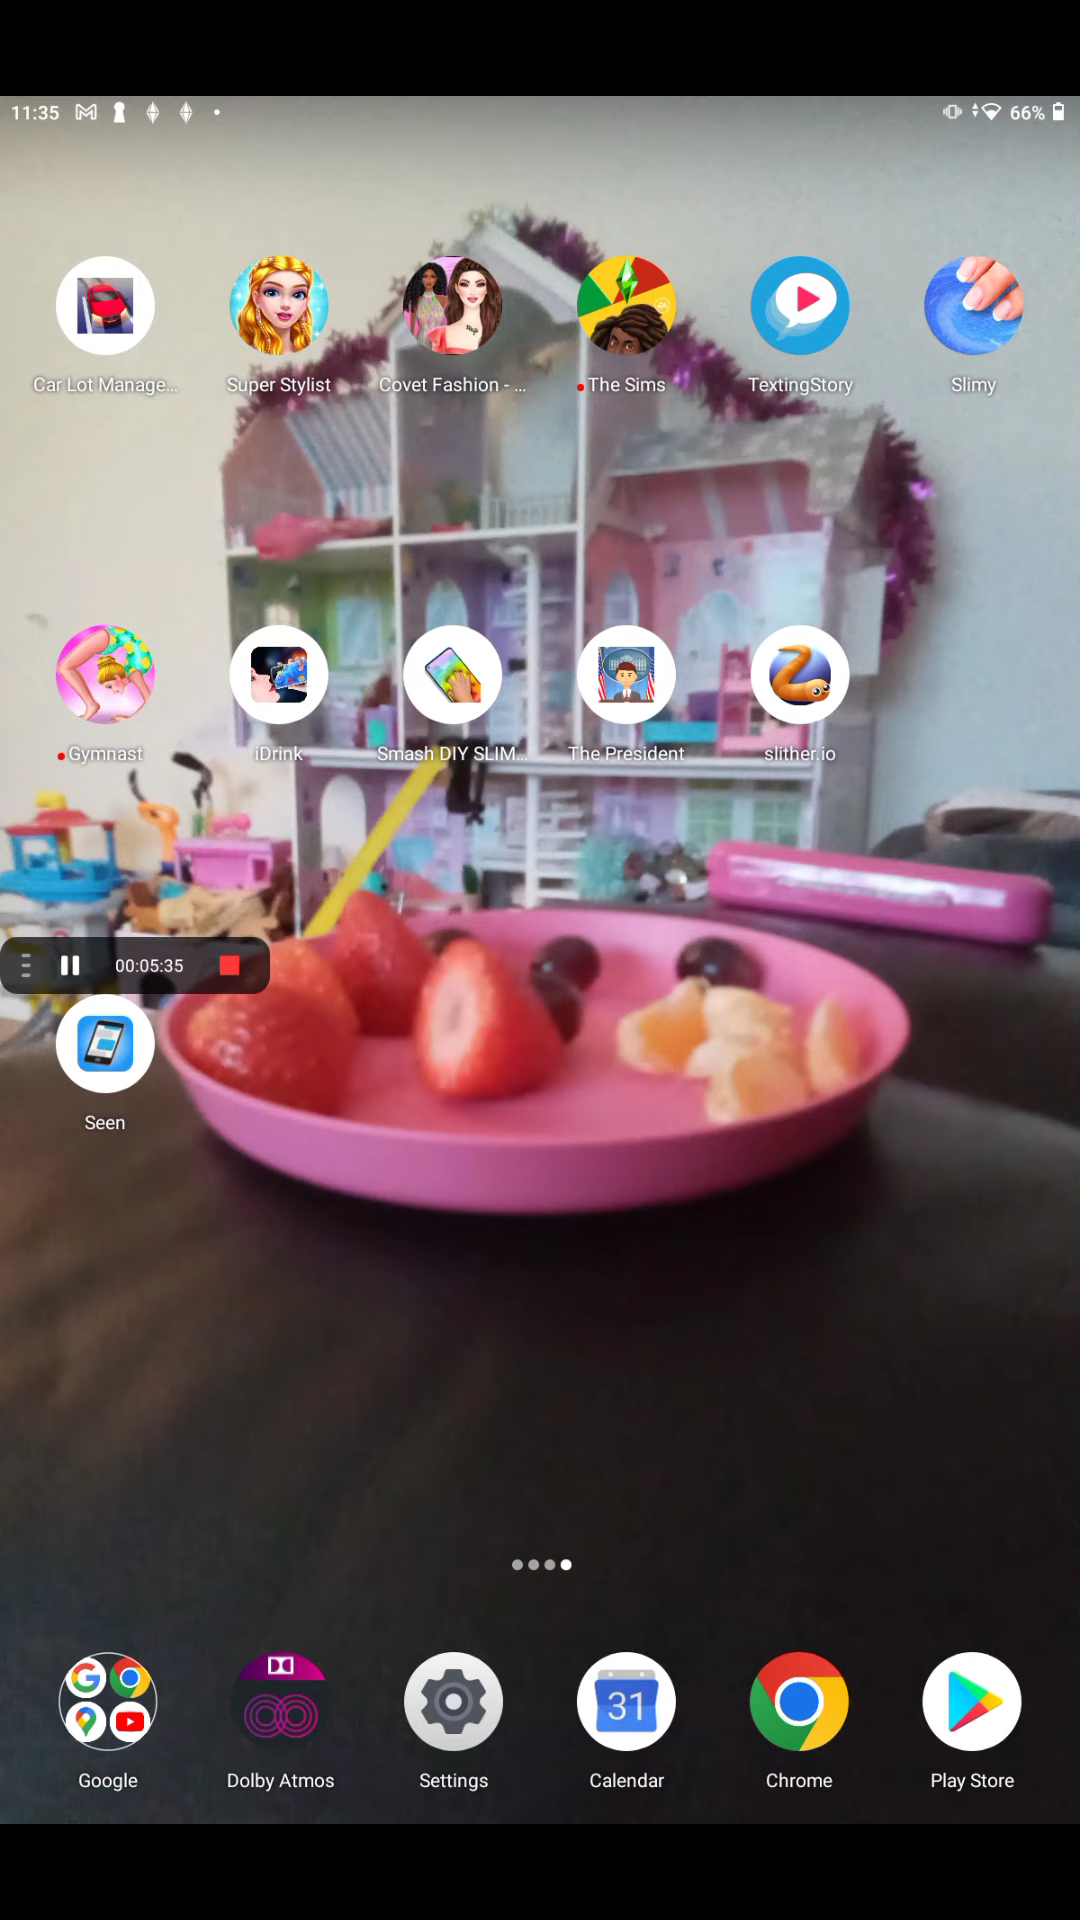 11:35
66%
Car Lot Manage...
Super Stylist
Covet Fashion - ...
The Sims
TextingStory
Slimy
Gymnast
iDrink
Smash DIY SLIM...
The President
slither.io
00:05:35
Seen
31
Google
Dolby Atmos
Settings
Calendar
Chrome
Play Store